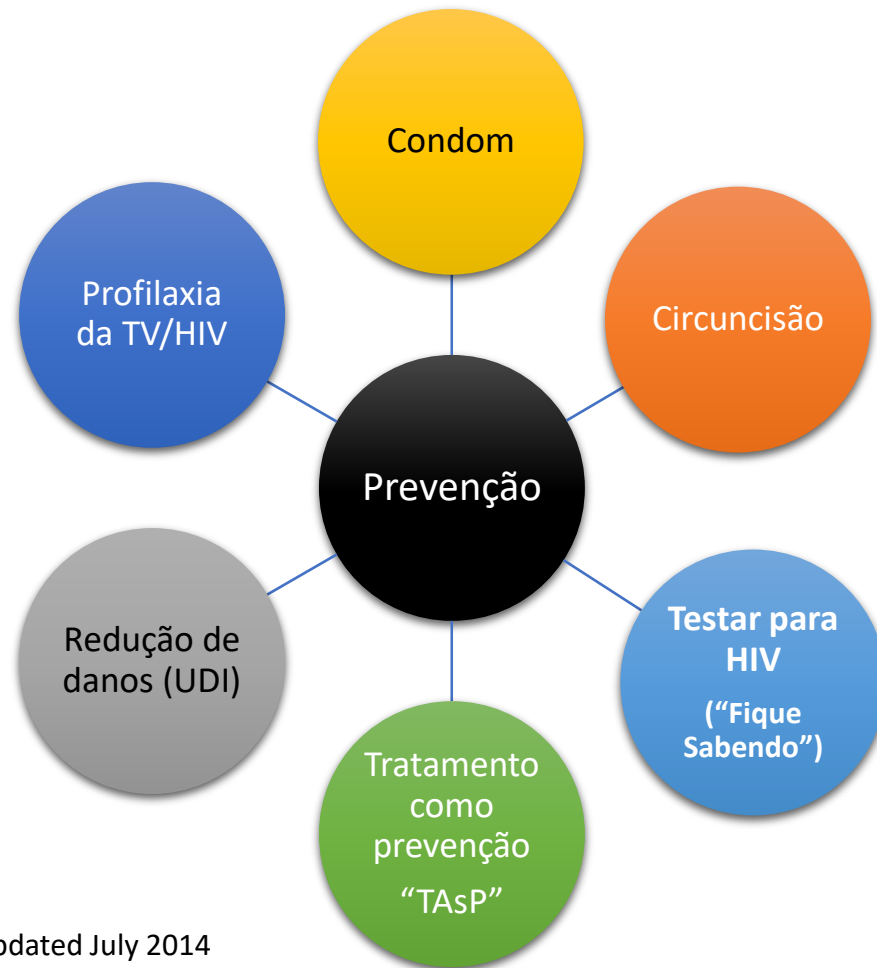 Condom
Profilaxia
da TV/HIV
Circuncisão
Prevenção
Redução de
danos (UDI)
Testar para
HIV
(“Fique
Sabendo”)
Tratamento
como
prevenção
“TAsP”
July 2014